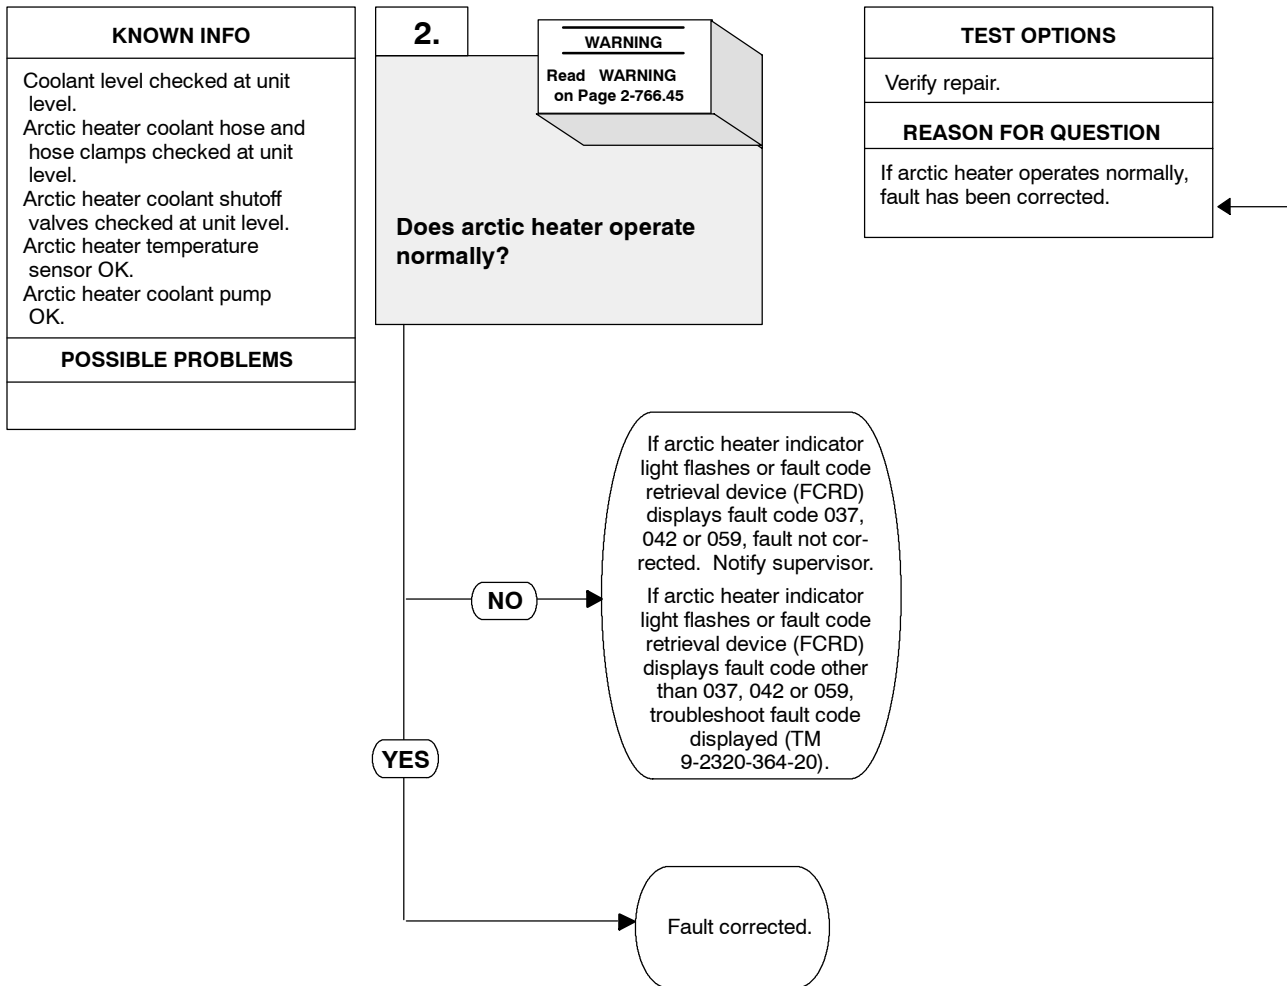 KNOWN INFO
Coolant level checked at unit
level.
Arctic heater coolant hose and
hose clamps checked at unit
level.
Arctic heater coolant shutoff
valves checked at unit level.
Arctic heater temperature
sensor OK.
Arctic heater coolant pump
OK.
POSSIBLE PROBLEMS
2.
WARNING
Read WARNING
on Page 2-766.45
Does arctic heater operate
normally?
TEST OPTIONS
Verify repair.
REASON FOR QUESTION
If arctic heater operates normally,
fault has been corrected.
NO
If arctic heater indicator
light flashes or fault code
retrieval device (FCRD)
displays fault code 037,
042 or 059, fault not cor-
rected. Notify supervisor.
If arctic heater indicator
light flashes or fault code
retrieval device (FCRD)
displays fault code other
than 037, 042 or 059,
troubleshoot fault code
displayed (TM
9-2320-364-20).
YES
Fault corrected.